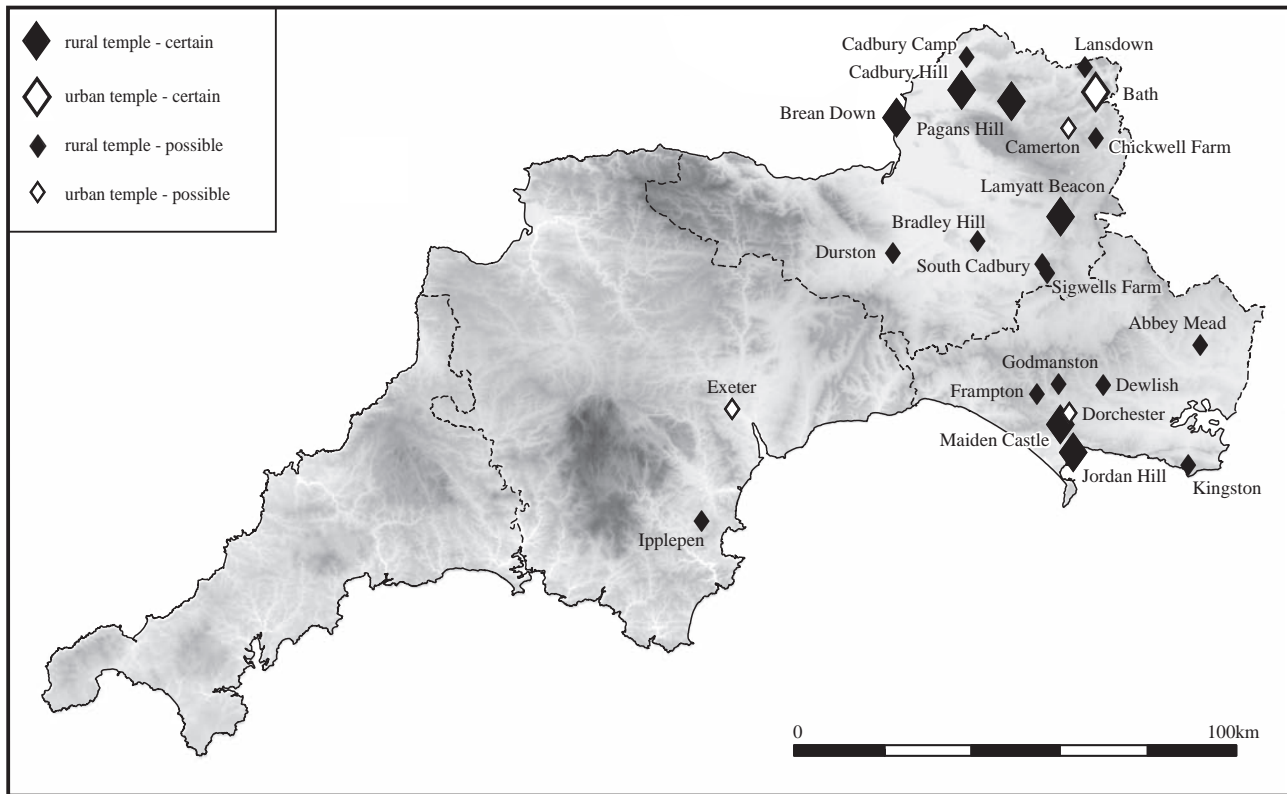 rural temple - certain
urban temple - certain
rural temple - possible
urban temple - possible
Cadbury Camp
Lansdown
Cadbury Hill
Bath
Brean Down
Pagans Hill
Camerton
Chickwell Farm
Lamyatt Beacon
Bradley Hill
Durston
South Cadbury
Sigwells Farm
Abbey Mead
Godmanston
Exeter
Frampton
Dewlish
Dorchester
Maiden Castle
Jordan Hill
Kingston
Ipplepen
0
100km